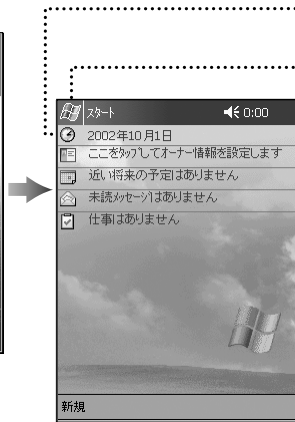 スタート 0:00
2002年10月1日
ここをタップしてオーナー情報を設定します
近い将来の予定はありません
未読メッセージはありません
仕事はありません
新規